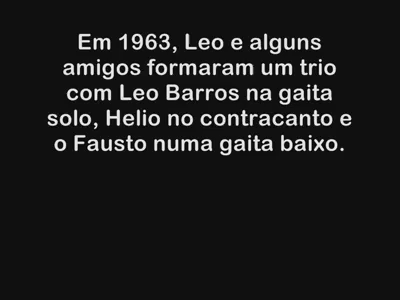 Em 1963, Leo e alguns
amigos formaram um trio
com Leo Barros na gaita
solo, Helio no contracanto e
o Fausto numa gaita baixo.